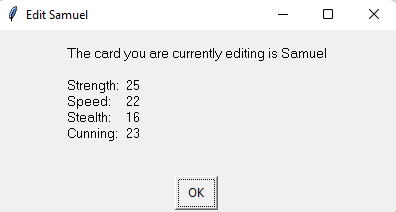 Edit Samuel
The card you are currently editing is Samuel
Strength: 25
Speed: 22
Stealth: 16
Cunning: 23
OK